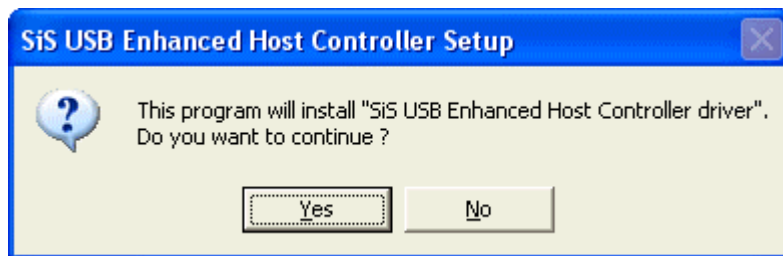 SiS USB Enhanced Host Controller Setup
This program will install "SiS USB Enhanced Host Controller driver".
Do you want to continue ?
Yes
No